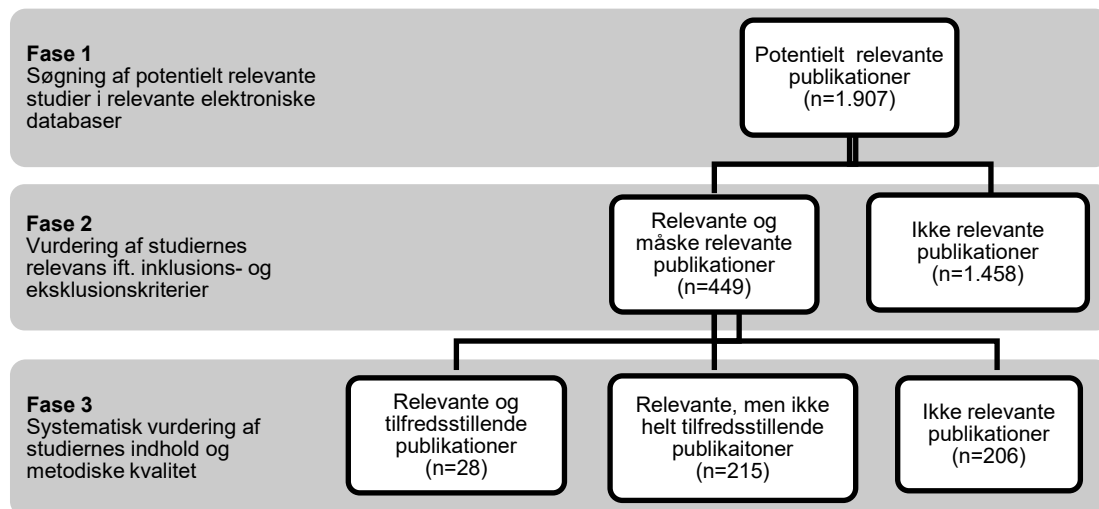 Fase 1
Søgning af potentielt relevante
studier i relevante elektroniske
databaser
Potentielt relevante
publikationer
(n=1.907)
Fase 2
Vurdering af studiernes
relevans ift. inklusions- og
eksklusionskriterier
Relevante og
måske relevante
publikationer
(n=449)
Ikke relevante
publikationer
(n=1.458)
Fase 3
Systematisk vurdering af
studiernes indhold og
metodiske kvalitet
Relevante og
tilfredsstillende
publikationer
(n=28)
Relevante, men ikke
helt tilfredsstillende
publikaitoner
(n=215)
Ikke relevante
publikationer
(n=206)